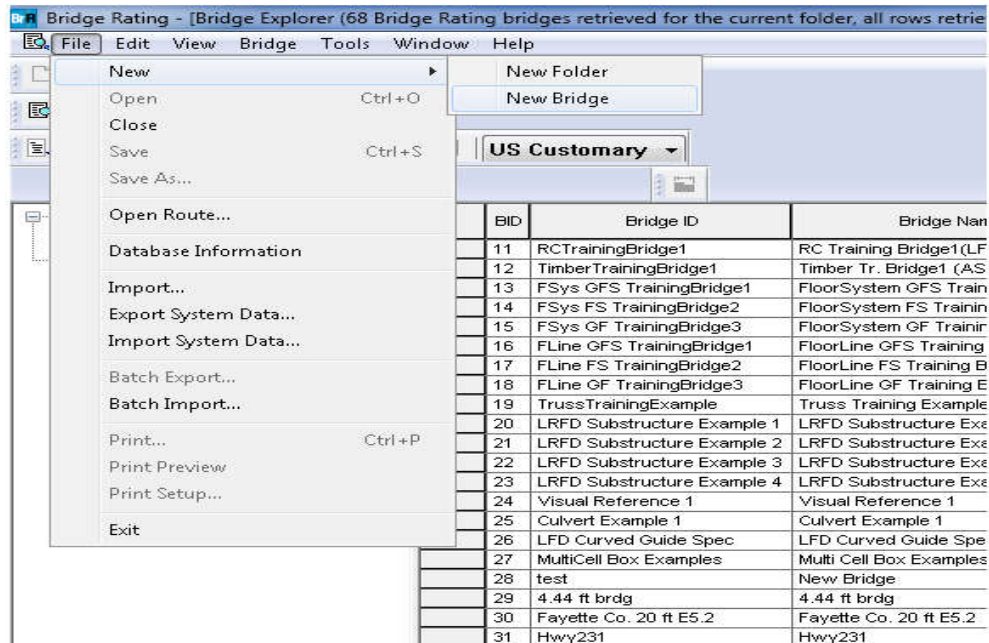 BrR Bridge Rating - [Bridge Explorer (68 Bridge Rating bridges retrieved for the current folder, all rows retrie
File Edit View Bridge Tools Window Help
New
New Folder
Open Ctrl+O
New Bridge
Close
Save Ctrl+S
US Customary
Save As...
Open Route...
BID Bridge ID Bridge Nam
Database Information
11 RCTrainingBridge1 RC Training Bridge1(LF
12 TimberTrainingBridge1 Timber Tr. Bridge1 (AS
Import...
13 FSys GFS TrainingBridge1 FloorSystem GFS Train
Export System Data...
14 FSys FS TrainingBridge2 FloorSystem FS Trainin
15 FSys GF TrainingBridge3 FloorSystem GF Trainin
Import System Data...
16 FLine GFS TrainingBridge1 FloorLine GFS Training
17 FLine FS TrainingBridge2 FloorLine FS Training B
Batch Export...
18 FLine GF TrainingBridge3 FloorLine GF Training E
Batch Import...
19 TrussTrainingExample Truss Training Example
20 LRFD Substructure Example 1 LRFD Substructure Exa
Print... Ctrl+P
21 LRFD Substructure Example 2 LRFD Substructure Exa
Print Preview
22 LRFD Substructure Example 3 LRFD Substructure Exa
23 LRFD Substructure Example 4 LRFD Substructure Exa
Print Setup...
24 Visual Reference 1 Visual Reference 1
25 Culvert Example 1 Culvert Example 1
Exit
26 LFD Curved Guide Spec LFD Curved Guide Spe
27 MultiCell Box Examples Multi Cell Box Examples
28 test New Bridge
29 4.44 ft brdg 4.44 ft brdg
30 Fayette Co. 20 ft E5.2 Fayette Co. 20 ft E5.2
31 Hwy231 Hwy231